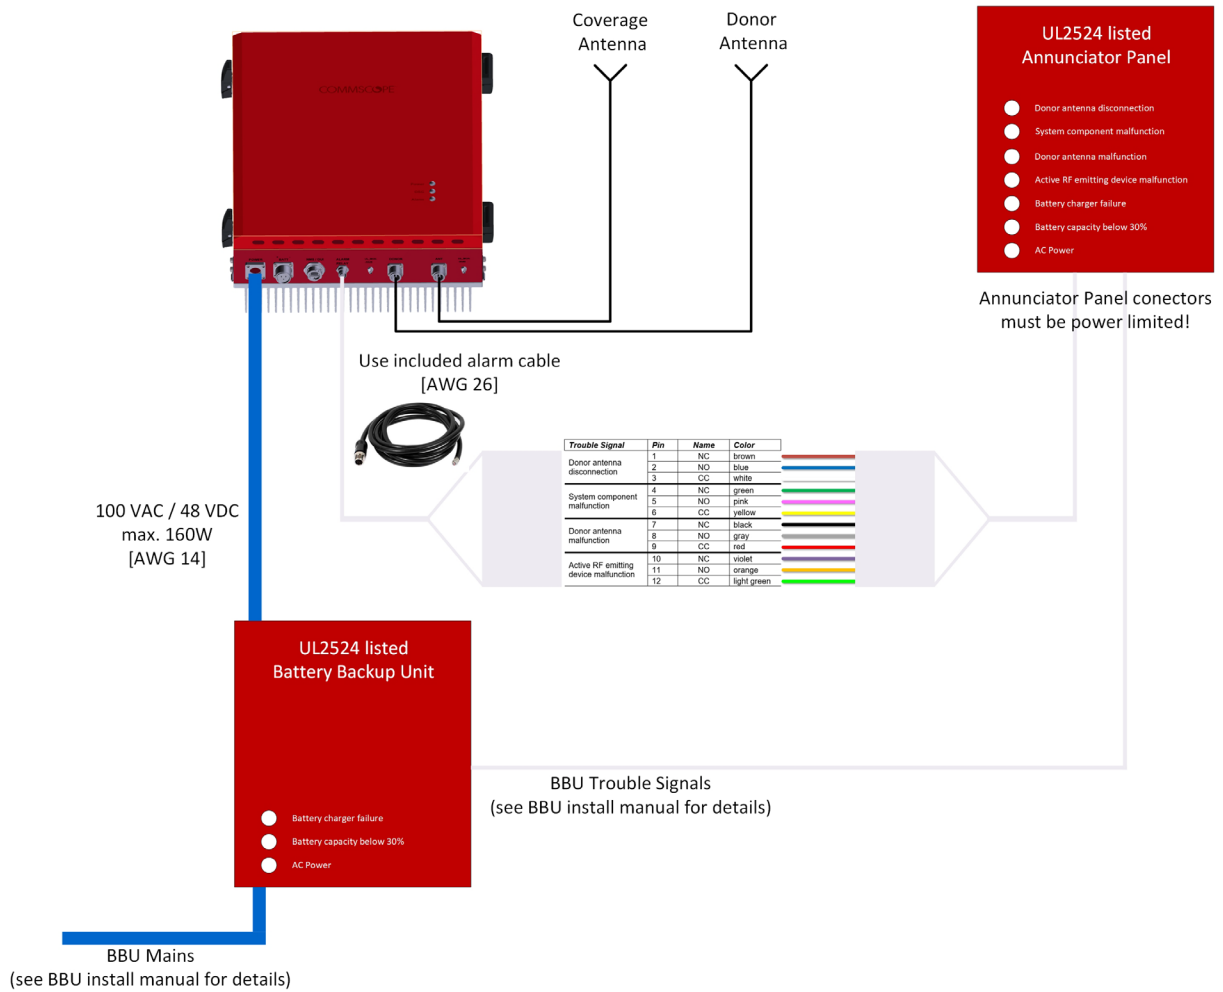 Coverage
Antenna
Donor
Antenna
COMMSCOPE
UL2524 listed
Annunciator Panel
Donor antenna disconnection
System component malfunction
Donor antenna malfunction
Active RF emitting device malfunction
Battery charger failure
Battery capacity below 30%
AC Power
Annunciator Panel conectors
must be power limited!
Use included alarm cable
[AWG 26]
Trouble Signal Pin Name Color
Donor antenna
disconnection
1 NC brown
2 NO blue
3 CC white
System component
malfunction
4 NC green
5 NO pink
6 CC yellow
Donor antenna
malfunction
7 NC black
8 NO gray
9 CC red
Active RF emitting
device malfunction
10 NC violet
11 NO orange
12 CC light green
100 VAC / 48 VDC
max. 160W
[AWG 14]
UL2524 listed
Battery Backup Unit
Battery charger failure
Battery capacity below 30%
AC Power
BBU Trouble Signals
(see BBU install manual for details)
BBU Mains
(see BBU install manual for details)